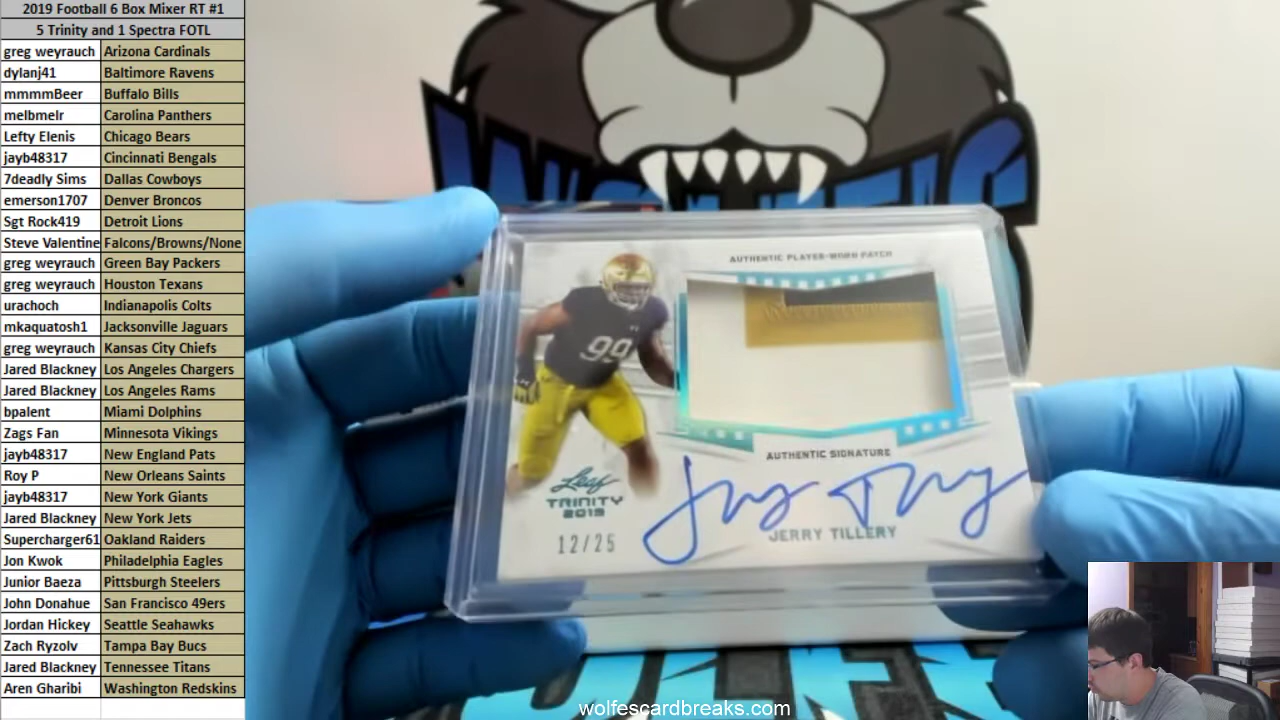 2019 Football 6 Box Mixer RT #1
5 Trinity and 1 Spectra FOTL
greg weyrauch Arizona Cardinals
dylanj41 Baltimore Ravens
mmmmBeer Buffalo Bills
melbmelr Carolina Panthers
Lefty Elenis Chicago Bears
jayb48317 Cincinnati Bengals
7deadly Sims Dallas Cowboys
emerson1707 Denver Broncos
Sgt Rock419 Detroit Lions
Steve Valentine Falcons/Browns/None
greg weyrauch Green Bay Packers
greg weyrauch Houston Texans
urachoch Indianapolis Colts
mkaquatosh1 Jacksonville Jaguars
greg weyrauch Kansas City Chiefs
Jared Blackney Los Angeles Chargers
Jared Blackney Los Angeles Rams
bpalent Miami Dolphins
Zags Fan Minnesota Vikings
jayb48317 New England Pats
Roy P New Orleans Saints
jayb48317 New York Giants
Jared Blackney New York Jets
Supercharger61 Oakland Raiders
Jon Kwok Philadelphia Eagles
Junior Baeza Pittsburgh Steelers
John Donahue San Francisco 49ers
Jordan Hickey Seattle Seahawks
Zach Ryzolv Tampa Bay Bucs
Jared Blackney Tennessee Titans
Aren Gharibi Washington Redskins
AUTHENTIC PLAYER-WORN PATCH
99
AUTHENTIC SIGNATURE
Leaf
TRINITY
2019
12/25
JERRY TILLERY
wolfescardbreaks.com